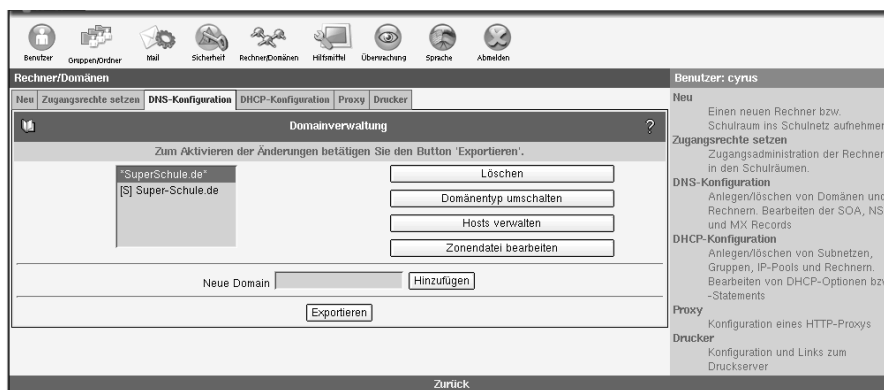 Benutzer Gruppen/Ordner Mail Sicherheit Rechner/Domänen Hilfsmittel Überwachung Sprache Abmelden
Rechner/Domänen
Neu Zugangsrechte setzen DNS-Konfiguration DHCP-Konfiguration Proxy Drucker
Domainverwaltung ?
Zum Aktivieren der Änderungen betätigen Sie den Button 'Exportieren'.
"SuperSchule.de"
[S] Super-Schule.de
Löschen
Domänentyp umschalten
Hosts verwalten
Zonendatei bearbeiten
Neue Domain Hinzufügen
Exportieren
Zurück
Benutzer: cyrus
Neu
Einen neuen Rechner bzw.
Schulraum ins Schulnetz aufnehmen
Zugangsrechte setzen
Zugangsadministration der Rechner
in den Schulräumen.
DNS-Konfiguration
Anlegen/löschen von Domänen und
Rechnern. Bearbeiten der SOA, NS
und MX Records
DHCP-Konfiguration
Anlegen/löschen von Subnetzen,
Gruppen, IP-Pools und Rechnern.
Bearbeiten von DHCP-Optionen bzw
-Statements
Proxy
Konfiguration eines HTTP-Proxys
Drucker
Konfiguration und Links zum
Druckserver